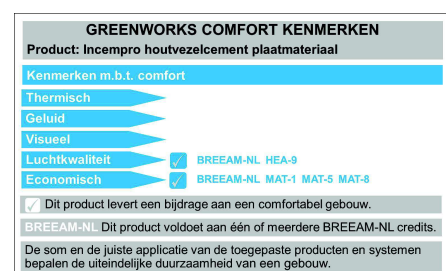 GREENWORKS COMFORT KENMERKEN
Product: Incempro houtvezelcement plaatmateriaal
Kenmerken m.b.t. comfort
Thermisch
Geluid
Visueel
Luchtkwaliteit BREEAM-NL HEA-9
Economisch BREEAM-NL MAT-1 MAT-5 MAT-8
Dit product levert een bijdrage aan een comfortabel gebouw.
BREEAM-NL Dit product voldoet aan één of meerdere BREEAM-NL credits.
De som en de juiste applicatie van de toegepaste producten en systemen
bepalen de uiteindelijke duurzaamheid van een gebouw.